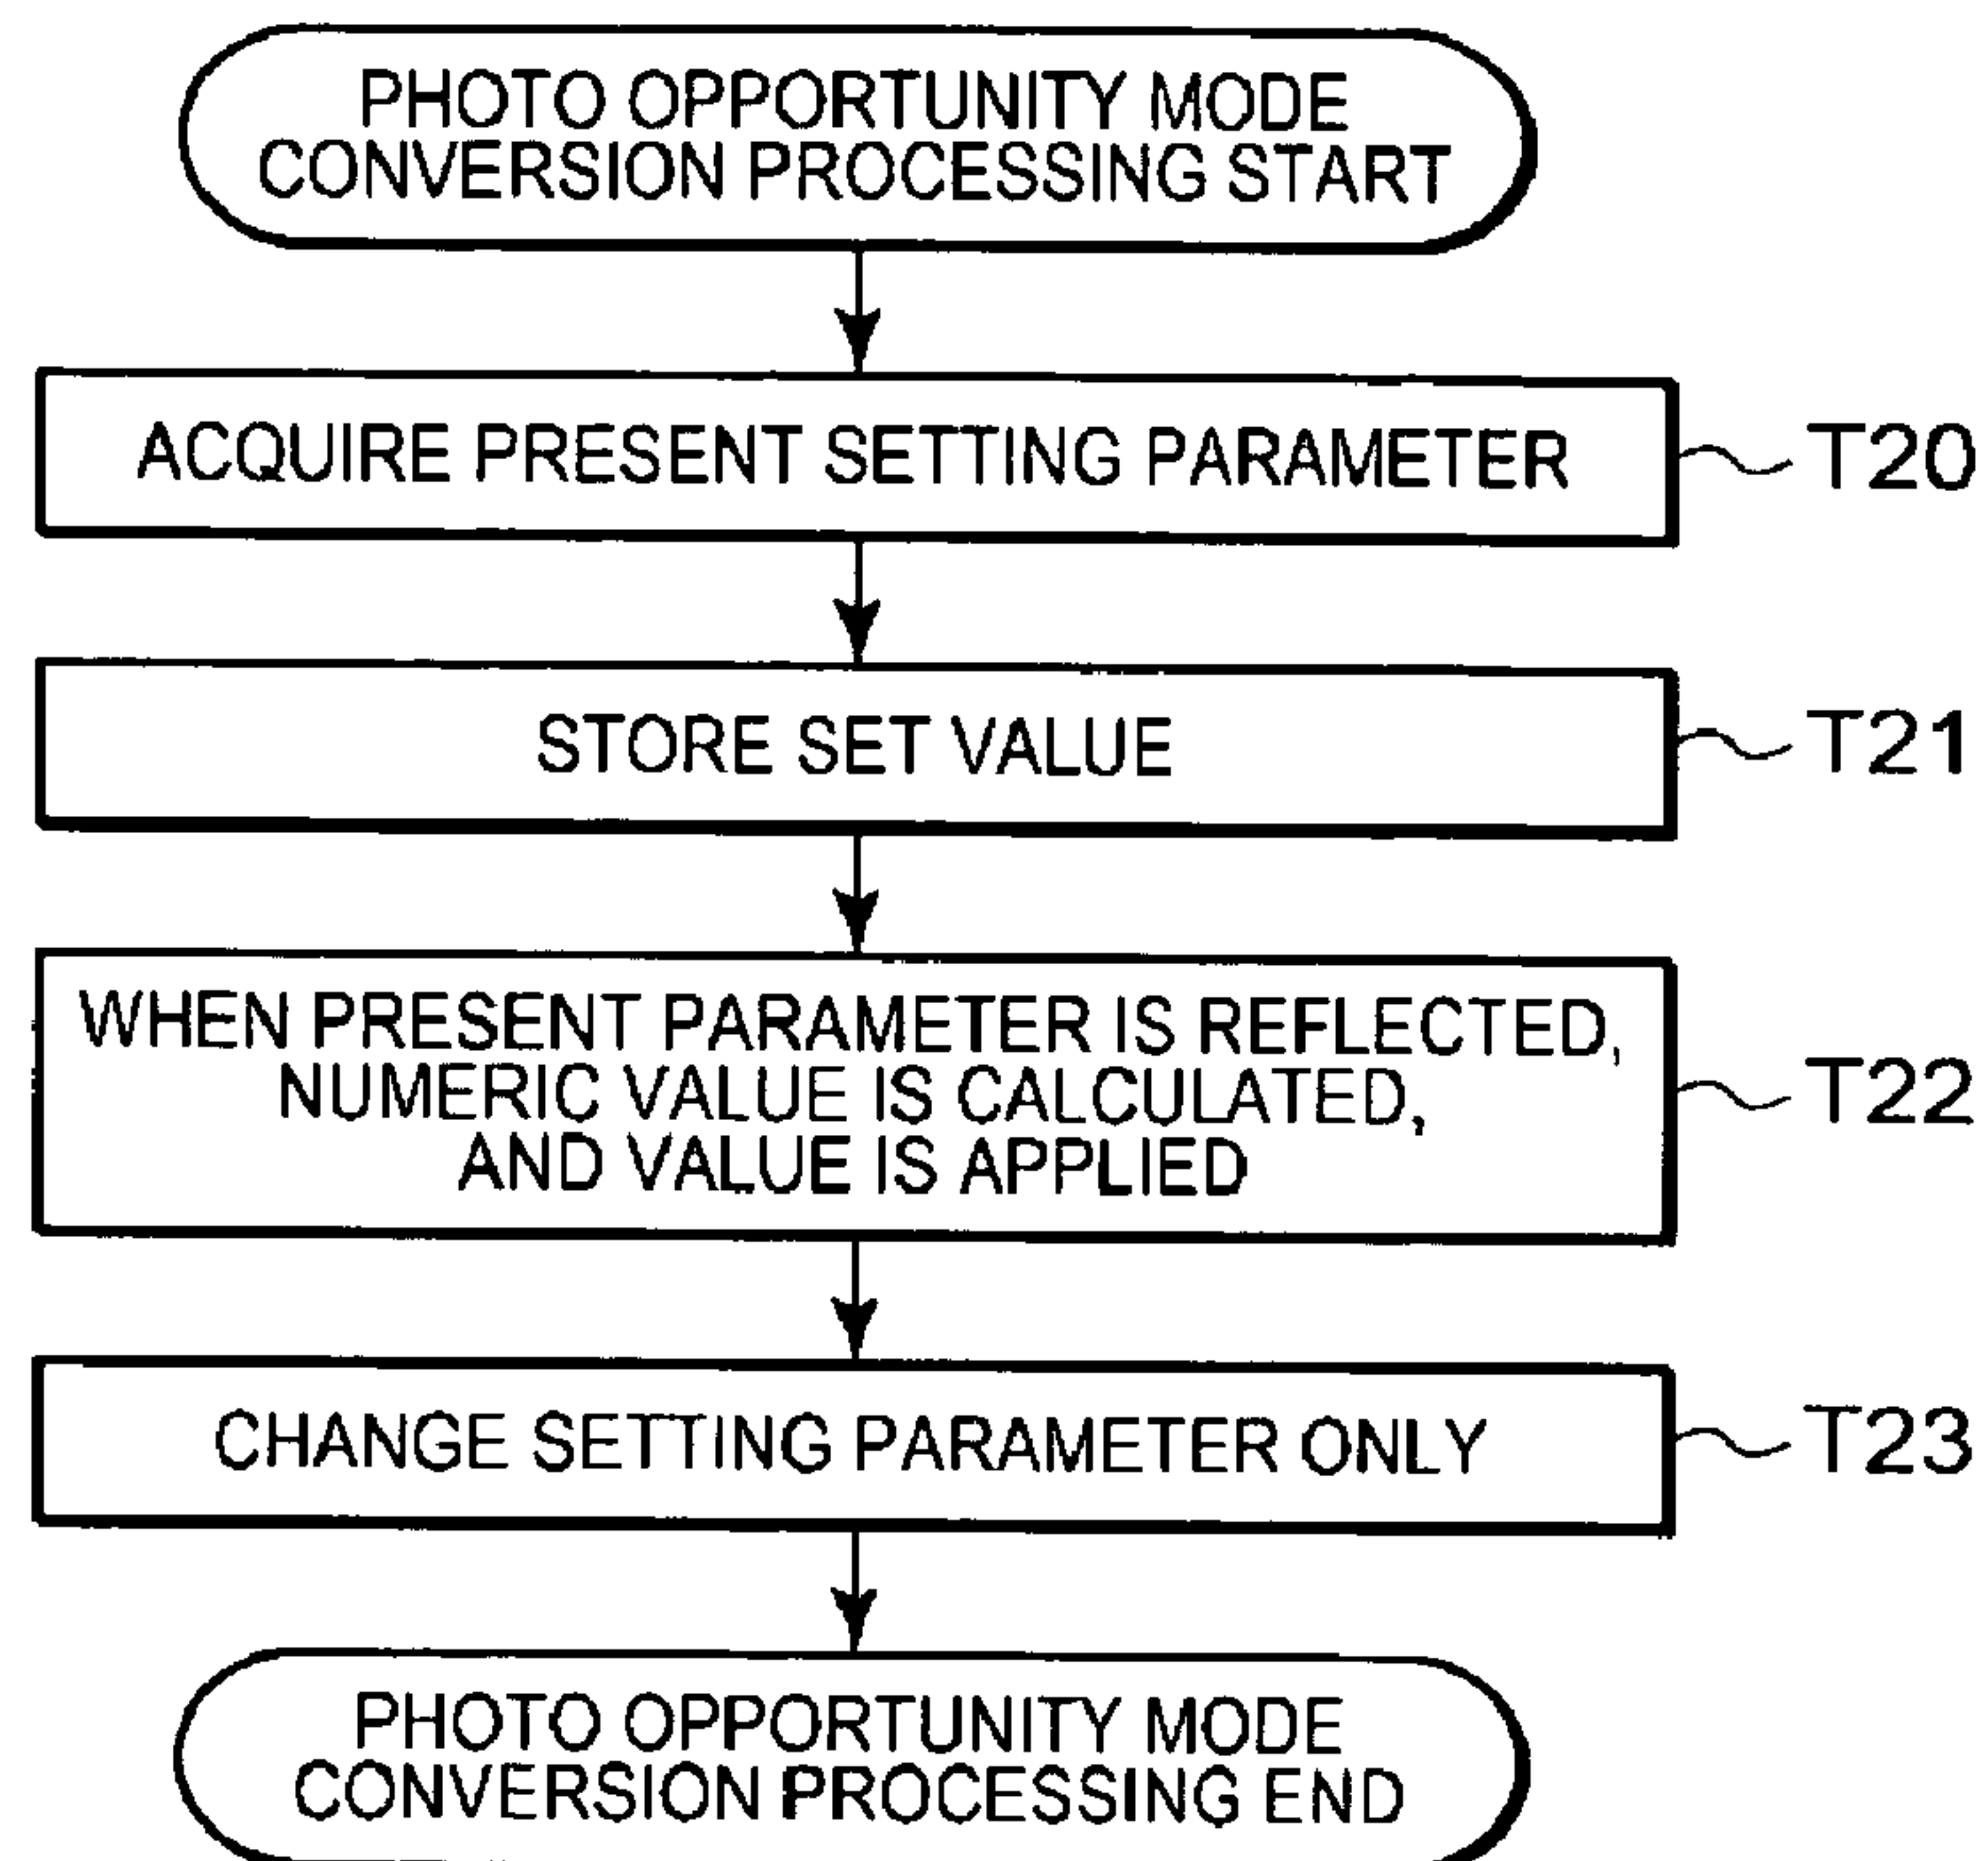 PHOTO OPPORTUNITY MODE
CONVERSION PROCESSING START
ACQUIRE PRESENT SETTING PARAMETER
T20
STORE SET VALUE
T21
WHEN PRESENT PARAMETER IS REFLECTED,
NUMERIC VALUE IS CALCULATED,
AND VALUE IS APPLIED
T22
CHANGE SETTING PARAMETER ONLY
T23
PHOTO OPPORTUNITY MODE
CONVERSION PROCESSING END